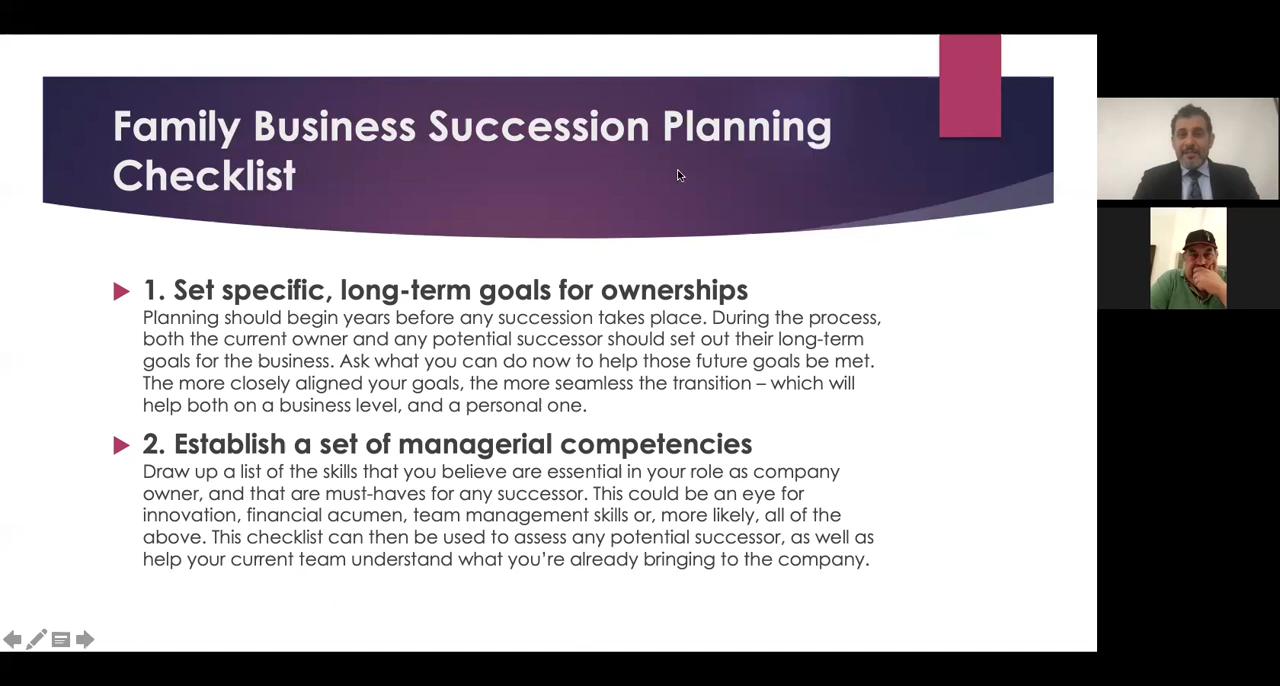 Family Business Succession Planning
Checklist
1. Set specific, long-term goals for ownerships
Planning should begin years before any succession takes place. During the process,
both the current owner and any potential successor should set out their long-term
goals for the business. Ask what you can do now to help those future goals be met.
The more closely aligned your goals, the more seamless the transition – which will
help both on a business level, and a personal one.
2. Establish a set of managerial competencies
Draw up a list of the skills that you believe are essential in your role as company
owner, and that are must-haves for any successor. This could be an eye for
innovation, financial acumen, team management skills or, more likely, all of the
above. This checklist can then be used to assess any potential successor, as well as
help your current team understand what you’re already bringing to the company.